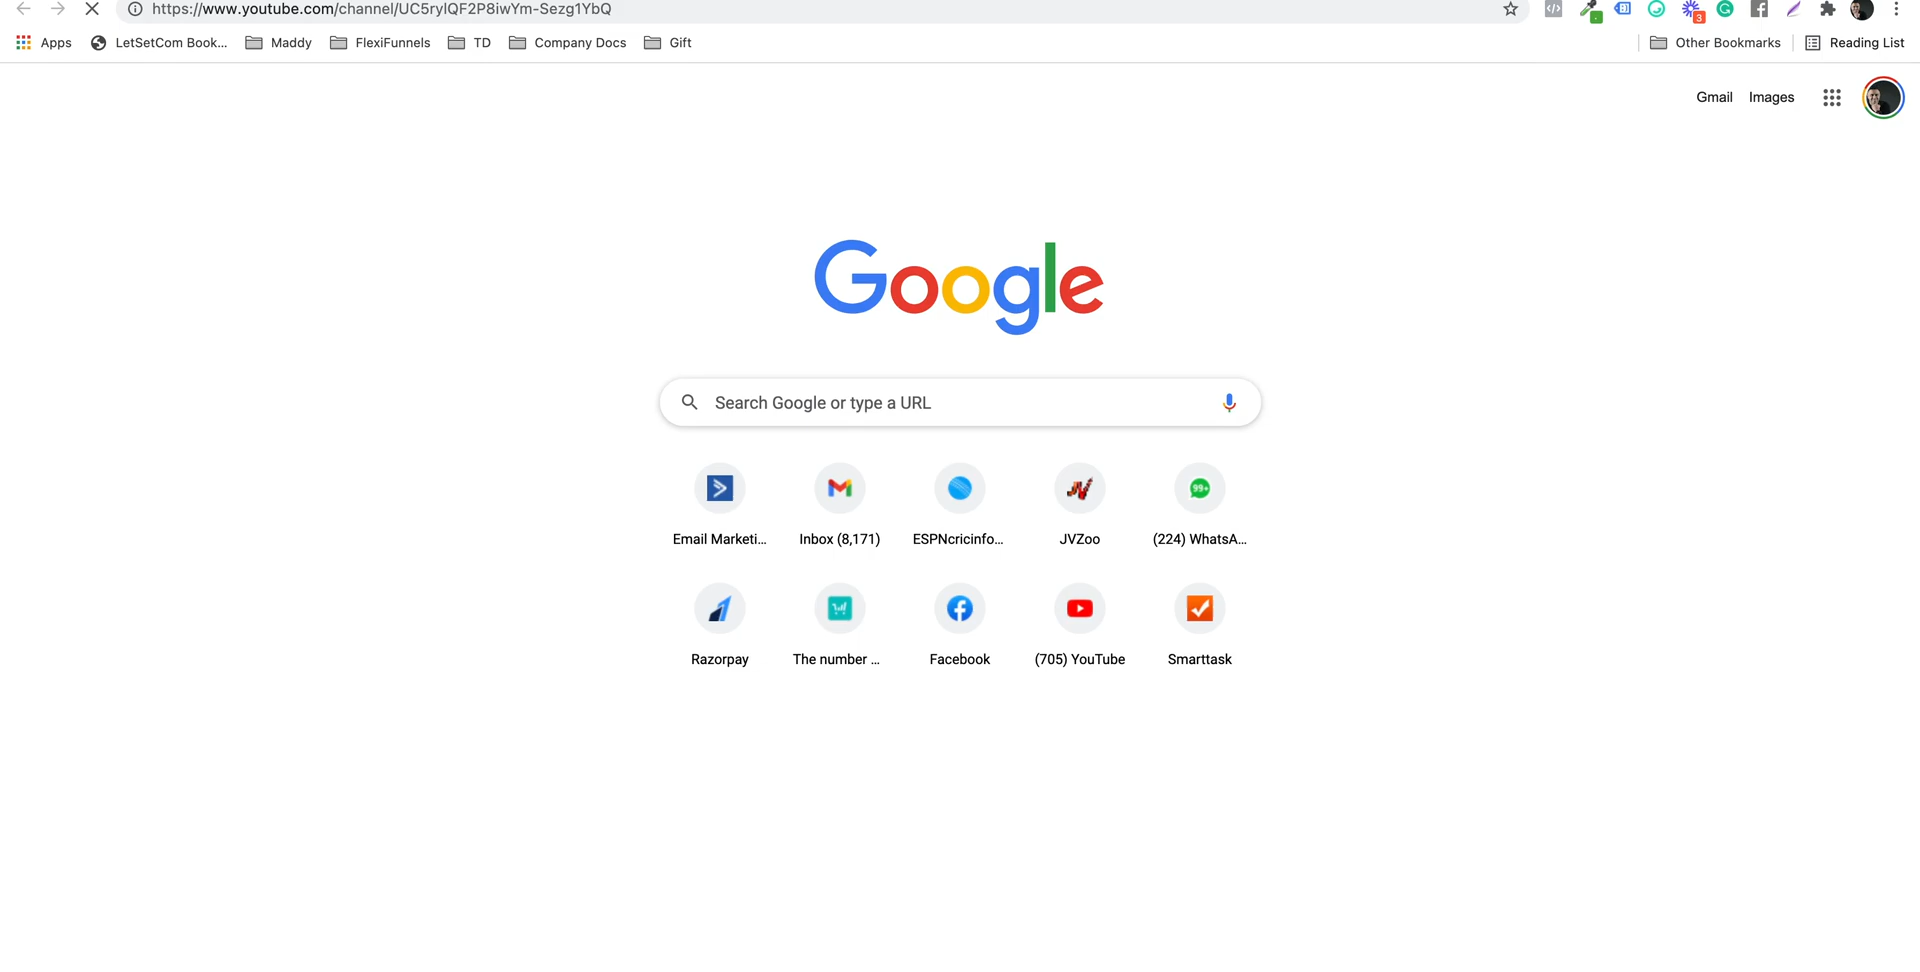 https://www.youtube.com/channel/UC5rylQF2P8iwYm-Sezg1YbQ
3
Apps LetSetCom Book... Maddy FlexiFunnels TD Company Docs Gift Other Bookmarks Reading List
Gmail Images
Google
Search Google or type a URL
99+
Email Marketi... Inbox (8,171) ESPNcricinfo... JVZoo (224) WhatsA...
Razorpay The number ... Facebook (705) YouTube Smarttask